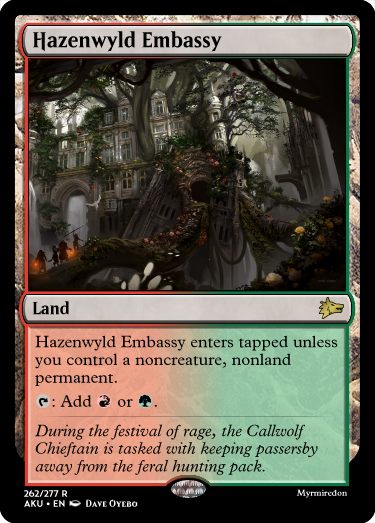 Hazenwyld Embassy
Land
Hazenwyld Embassy enters tapped unless
you control a noncreature, nonland
permanent.
: Add or .
During the festival of rage, the Callwolf
Chieftain is tasked with keeping passersby
away from the feral hunting pack.
262/277 R
Myrmiredon
AKU • EN Dave Oyebo